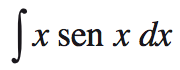 ∫ x sen x dx